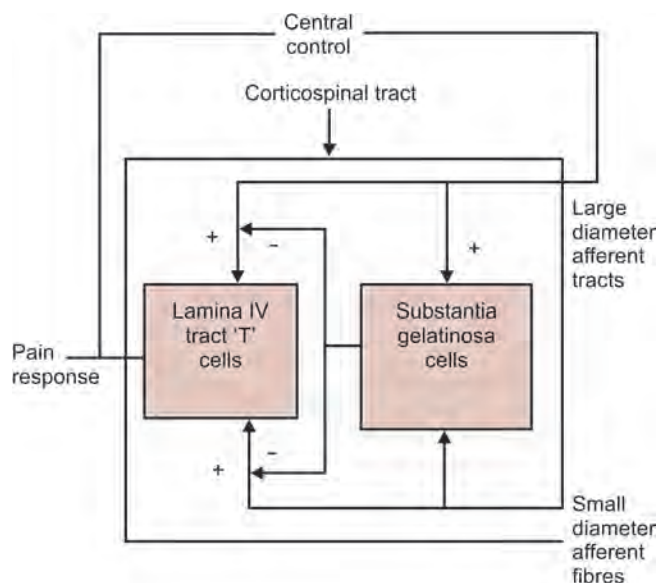 Central
control
Corticospinal tract
Large
diameter
afferent
tracts
+
-
+
Lamina IV
tract ‘T’
cells
Substantia
gelatinosa
cells
Pain
response
+
-
Small
diameter
afferent
fibres